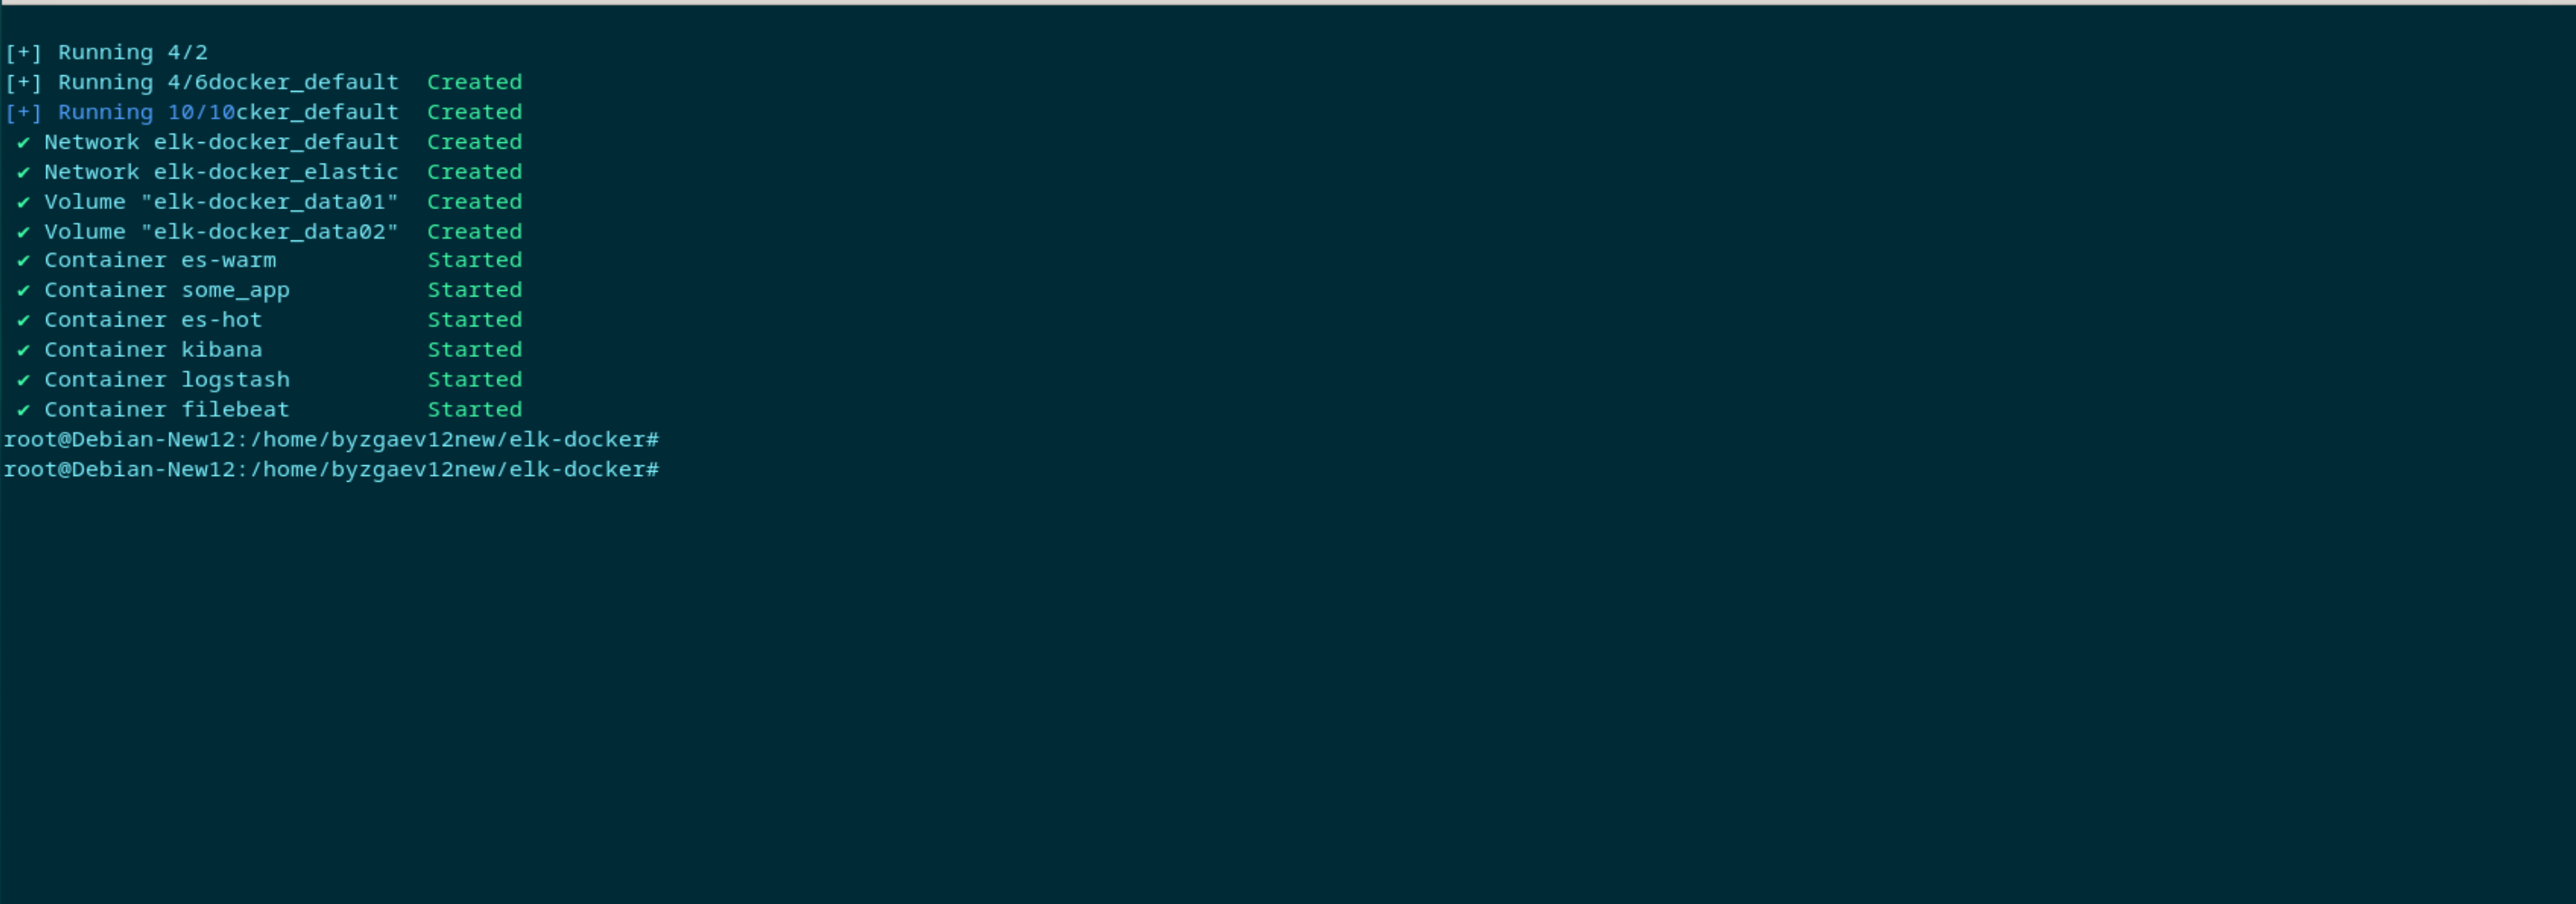 [+] Running 4/2
[+] Running 4/6docker_default  Created
[+] Running 10/10cker_default  Created
✔ Network elk-docker_default  Created
✔ Network elk-docker_elastic  Created
✔ Volume "elk-docker_data01"  Created
✔ Volume "elk-docker_data02"  Created
✔ Container es-warm           Started
✔ Container some_app          Started
✔ Container es-hot            Started
✔ Container kibana            Started
✔ Container logstash          Started
✔ Container filebeat          Started
root@Debian-New12:/home/byzgaev12new/elk-docker#
root@Debian-New12:/home/byzgaev12new/elk-docker#